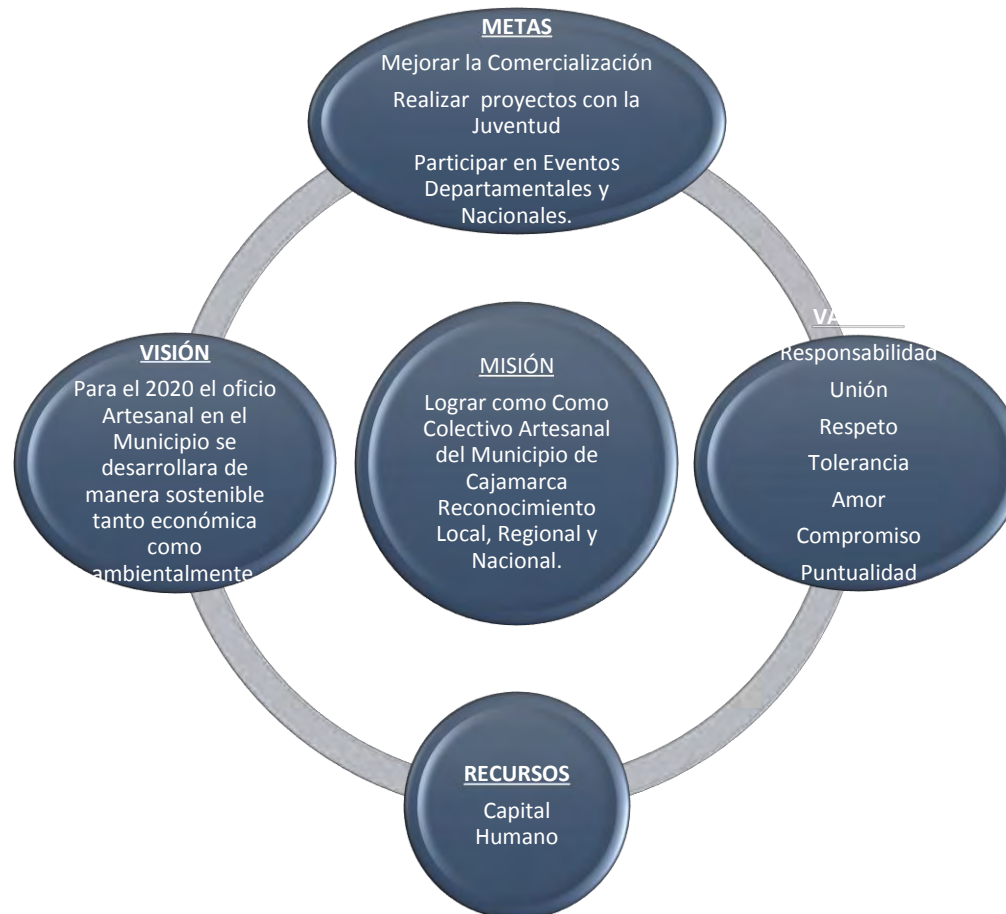 METAS
Mejorar la Comercialización
Realizar proyectos con la
Juventud
Participar en Eventos
Departamentales y
Nacionales.
VISIÓN
Para el 2020 el oficio
Artesanal en el
Municipio se
desarrollara de
manera sostenible
tanto económica
como
ambientalmente
MISIÓN
Lograr como Como
Colectivo Artesanal
del Municipio de
Cajamarca
Reconocimiento
Local, Regional y
Nacional.
Responsabilidad
Unión
Respeto
Tolerancia
Amor
Compromiso
Puntualidad
RECURSOS
Capital
Humano